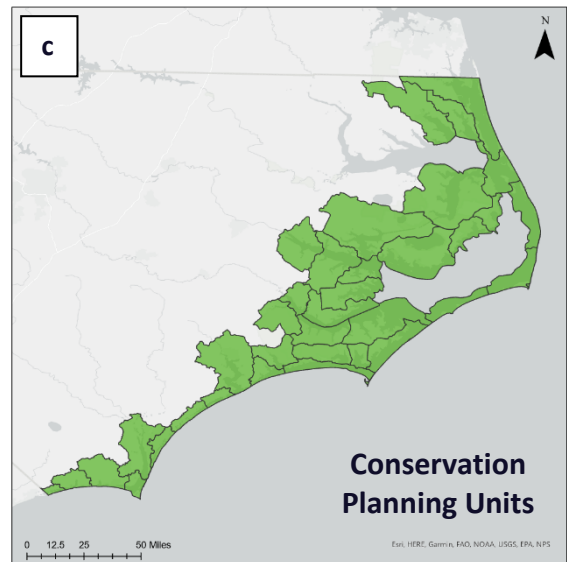 c
N
Conservation
Planning Units
0 12.5 25 50 Miles
Esri, HERE, Garmin, FAO, NOAA, USGS, EPA, NPS